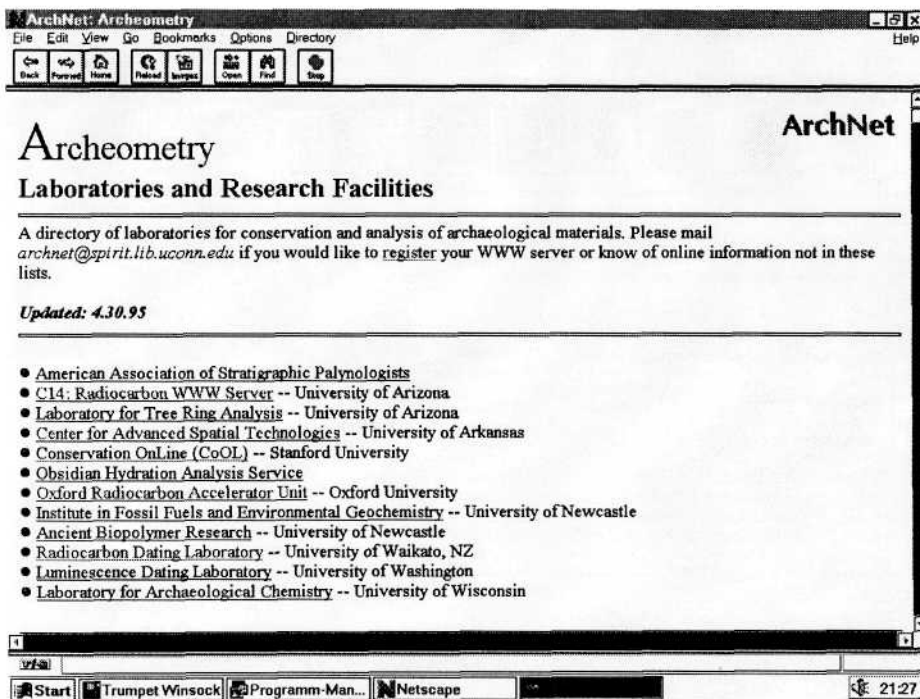 ArchNet: Archeometry
File Edit View Go Bookmarks Options Directory Help
Back Forward Home Reload Images Open Find Stop
ArchNet
Archeometry
Laboratories and Research Facilities
A directory of laboratories for conservation and analysis of archaeological materials. Please mail
archnet@spirit.lib.uconn.edu if you would like to register your WWW server or know of online information not in these
lists.
Updated: 4.30.95
American Association of Stratigraphic Palynologists
C14: Radiocarbon WWW Server -- University of Arizona
Laboratory for Tree Ring Analysis -- University of Arizona
Center for Advanced Spatial Technologies -- University of Arkansas
Conservation OnLine (CoOL) -- Stanford University
Obsidian Hydration Analysis Service
Oxford Radiocarbon Accelerator Unit -- Oxford University
Institute in Fossil Fuels and Environmental Geochemistry -- University of Newcastle
Ancient Biopolymer Research -- University of Newcastle
Radiocarbon Dating Laboratory -- University of Waikato, NZ
Luminescence Dating Laboratory -- University of Washington
Laboratory for Archaeological Chemistry -- University of Wisconsin
Start Trumpet Winsock Programm-Man... Netscape 21:27